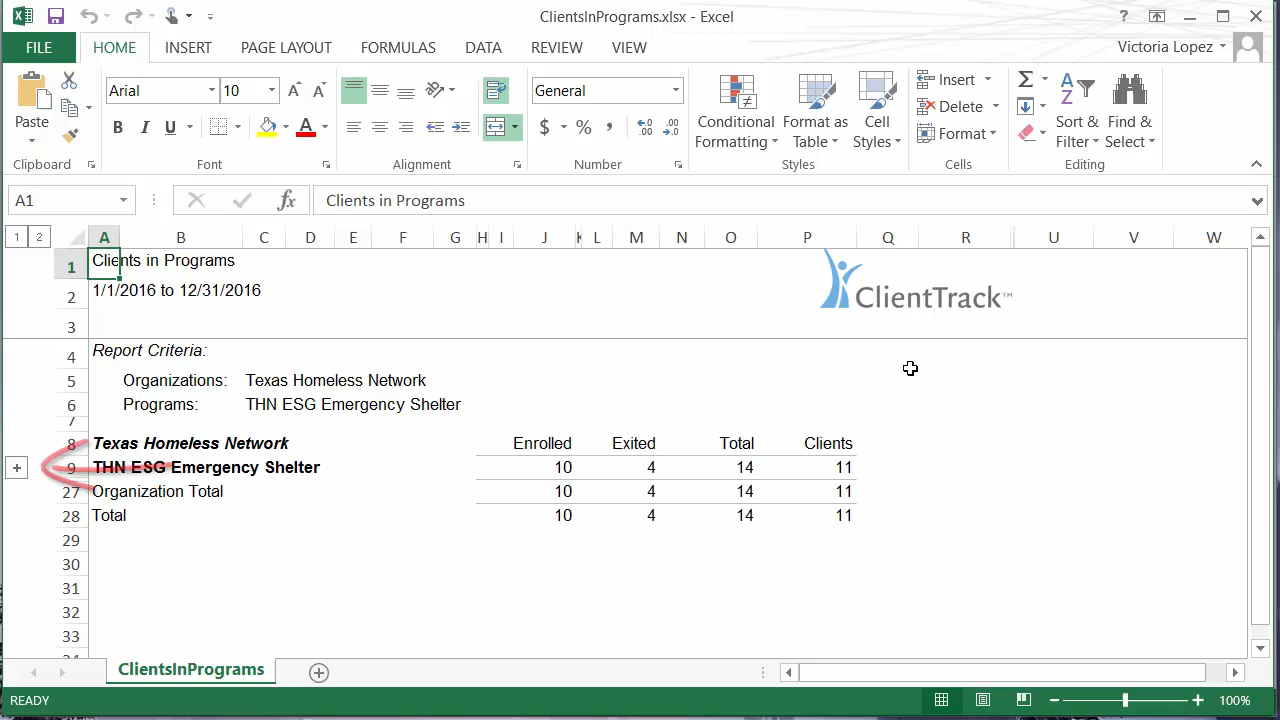 ClientsInPrograms.xlsx - Excel
FILE HOME INSERT PAGE LAYOUT FORMULAS DATA REVIEW VIEW Victoria Lopez
Paste
Clipboard
Arial 10
B I U A
Font
Alignment
General
$ % ,
Number
Conditional Formatting
Format as Table
Cell Styles
Styles
Insert
Delete
Format
Cells
Sort & Filter
Find & Select
Editing
A1 fx Clients in Programs
1 2 A B C D E F G H I J K L M N O P Q R U V W
1 Clients in Programs
ClientTrack™
2 1/1/2016 to 12/31/2016
3
4 Report Criteria:
5 Organizations: Texas Homeless Network
6 Programs: THN ESG Emergency Shelter
7
8 Texas Homeless Network Enrolled Exited Total Clients
9 THN ESG Emergency Shelter 10 4 14 11
27 Organization Total 10 4 14 11
28 Total 10 4 14 11
29
30
31
32
33
ClientsInPrograms
READY 100%